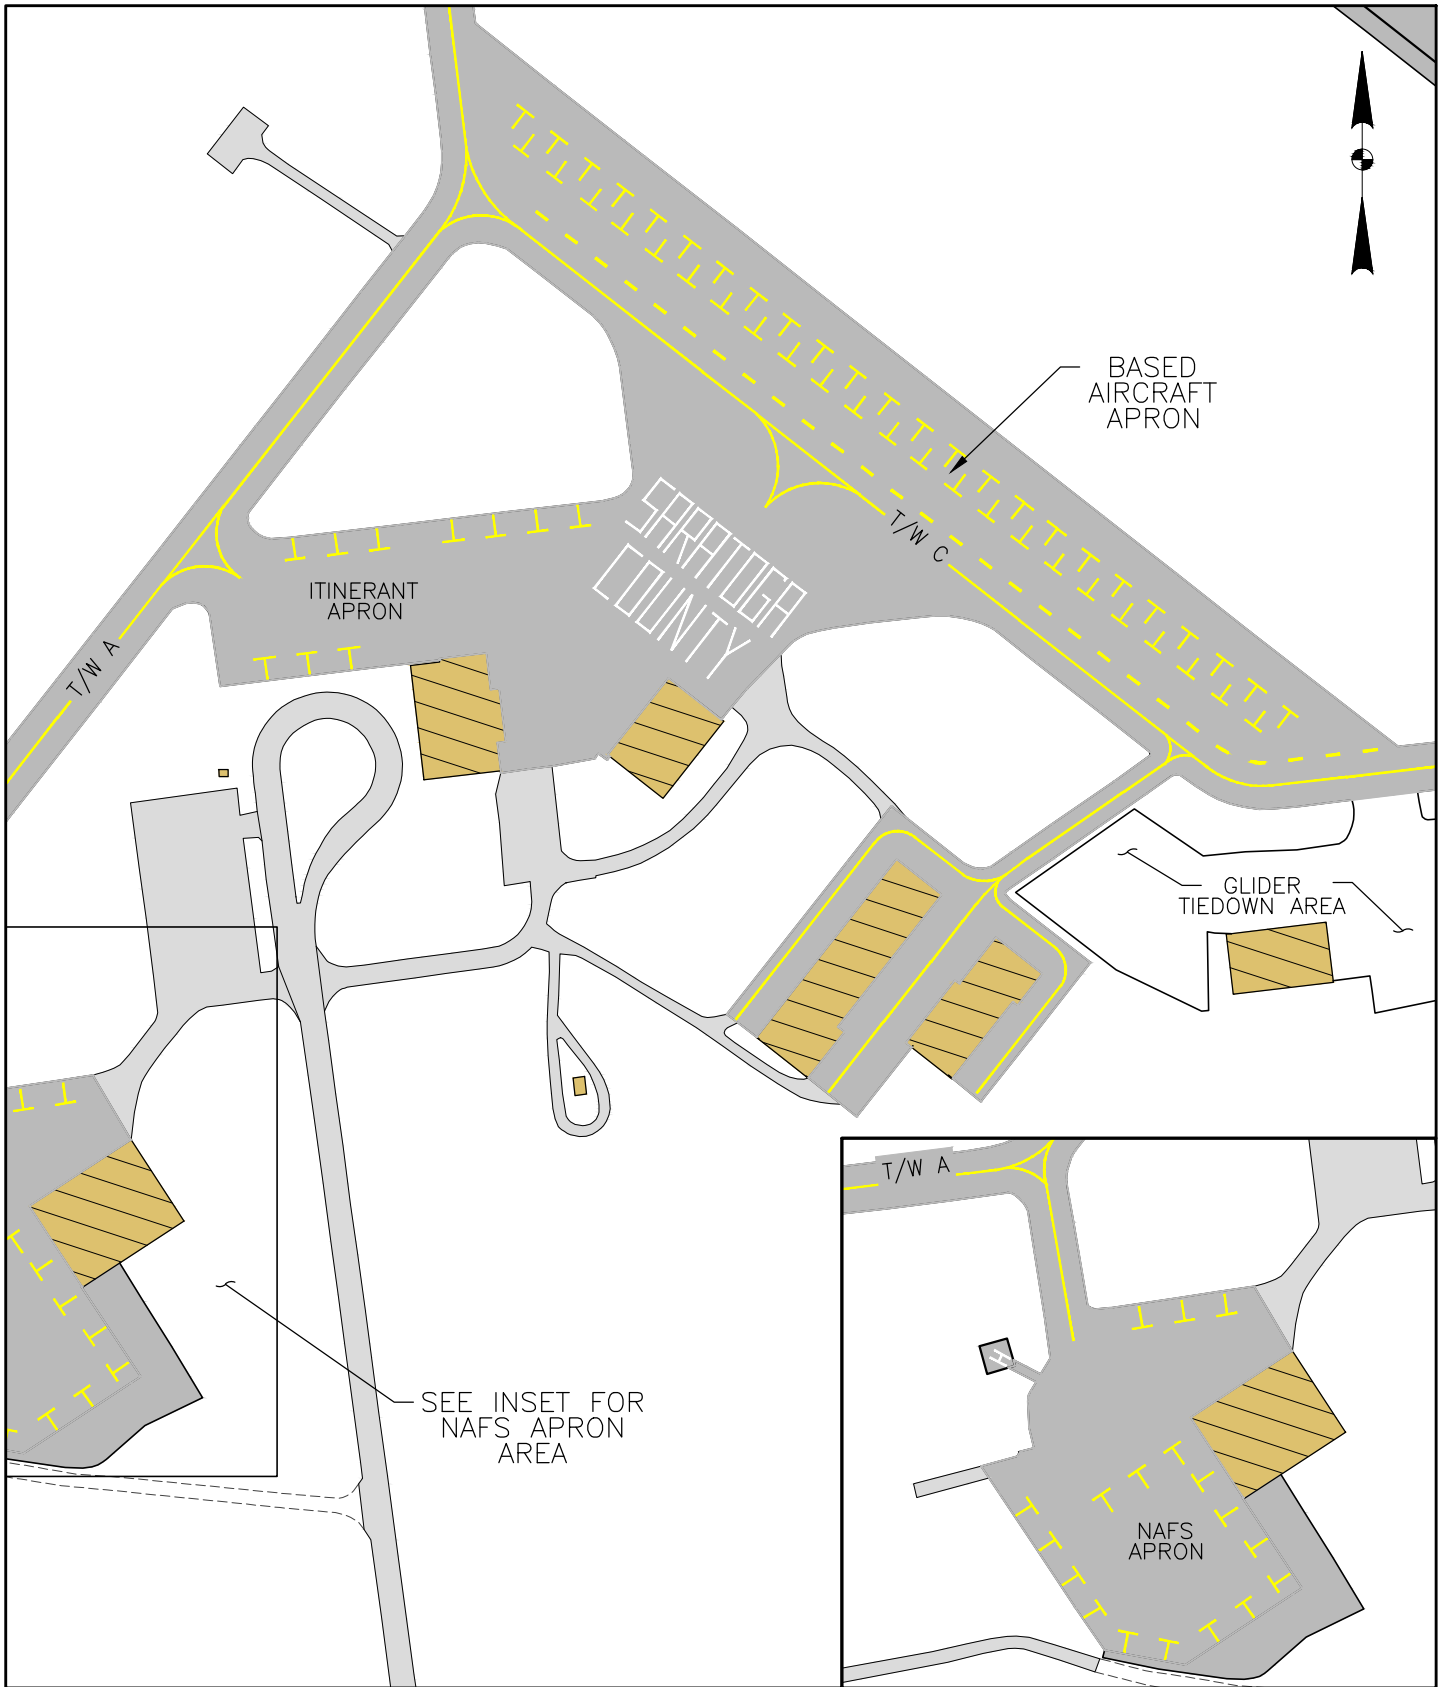 BASED
AIRCRAFT
APRON
T/W C
SARATOGA
COUNTY
ITINERANT
APRON
T/W A
GLIDER
TIEDOWN AREA
T/W A
H
SEE INSET FOR
NAFS APRON
AREA
NAFS
APRON